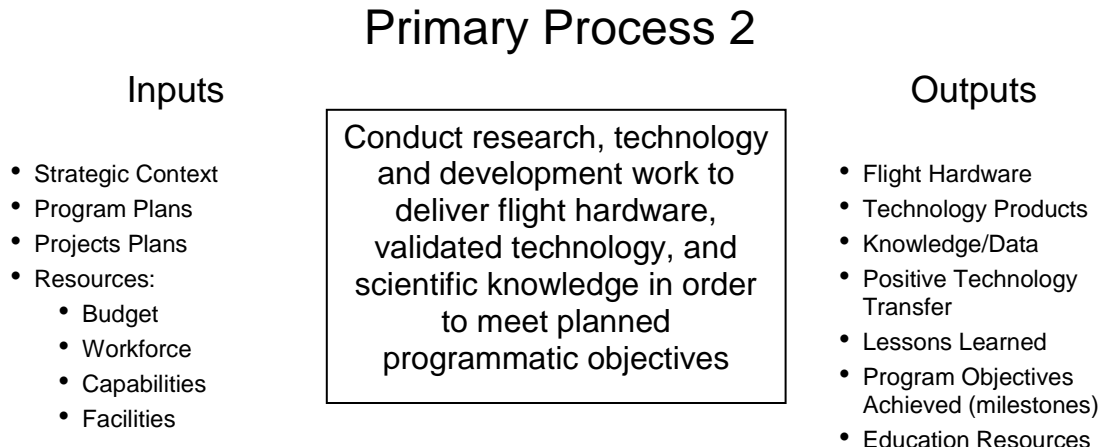 Primary Process 2
Inputs
• Strategic Context
• Program Plans
• Projects Plans
• Resources:
• Budget
• Workforce
• Capabilities
• Facilities
Conduct research, technology
and development work to
deliver flight hardware,
validated technology, and
scientific knowledge in order
to meet planned
programmatic objectives
Outputs
• Flight Hardware
• Technology Products
• Knowledge/Data
• Positive Technology
Transfer
• Lessons Learned
• Program Objectives
Achieved (milestones)
• Education Resources